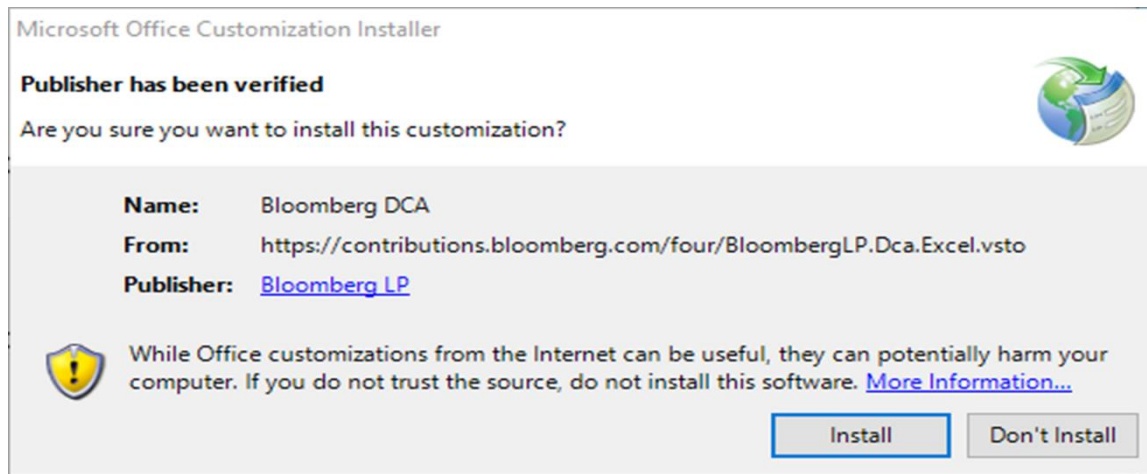 Microsoft Office Customization Installer
Publisher has been verified
Are you sure you want to install this customization?
Name: Bloomberg DCA
From: https://contributions.bloomberg.com/four/BloombergLP.Dca.Excel.vsto
Publisher: Bloomberg LP
While Office customizations from the Internet can be useful, they can potentially harm your
computer. If you do not trust the source, do not install this software. More Information...
Install Don't Install